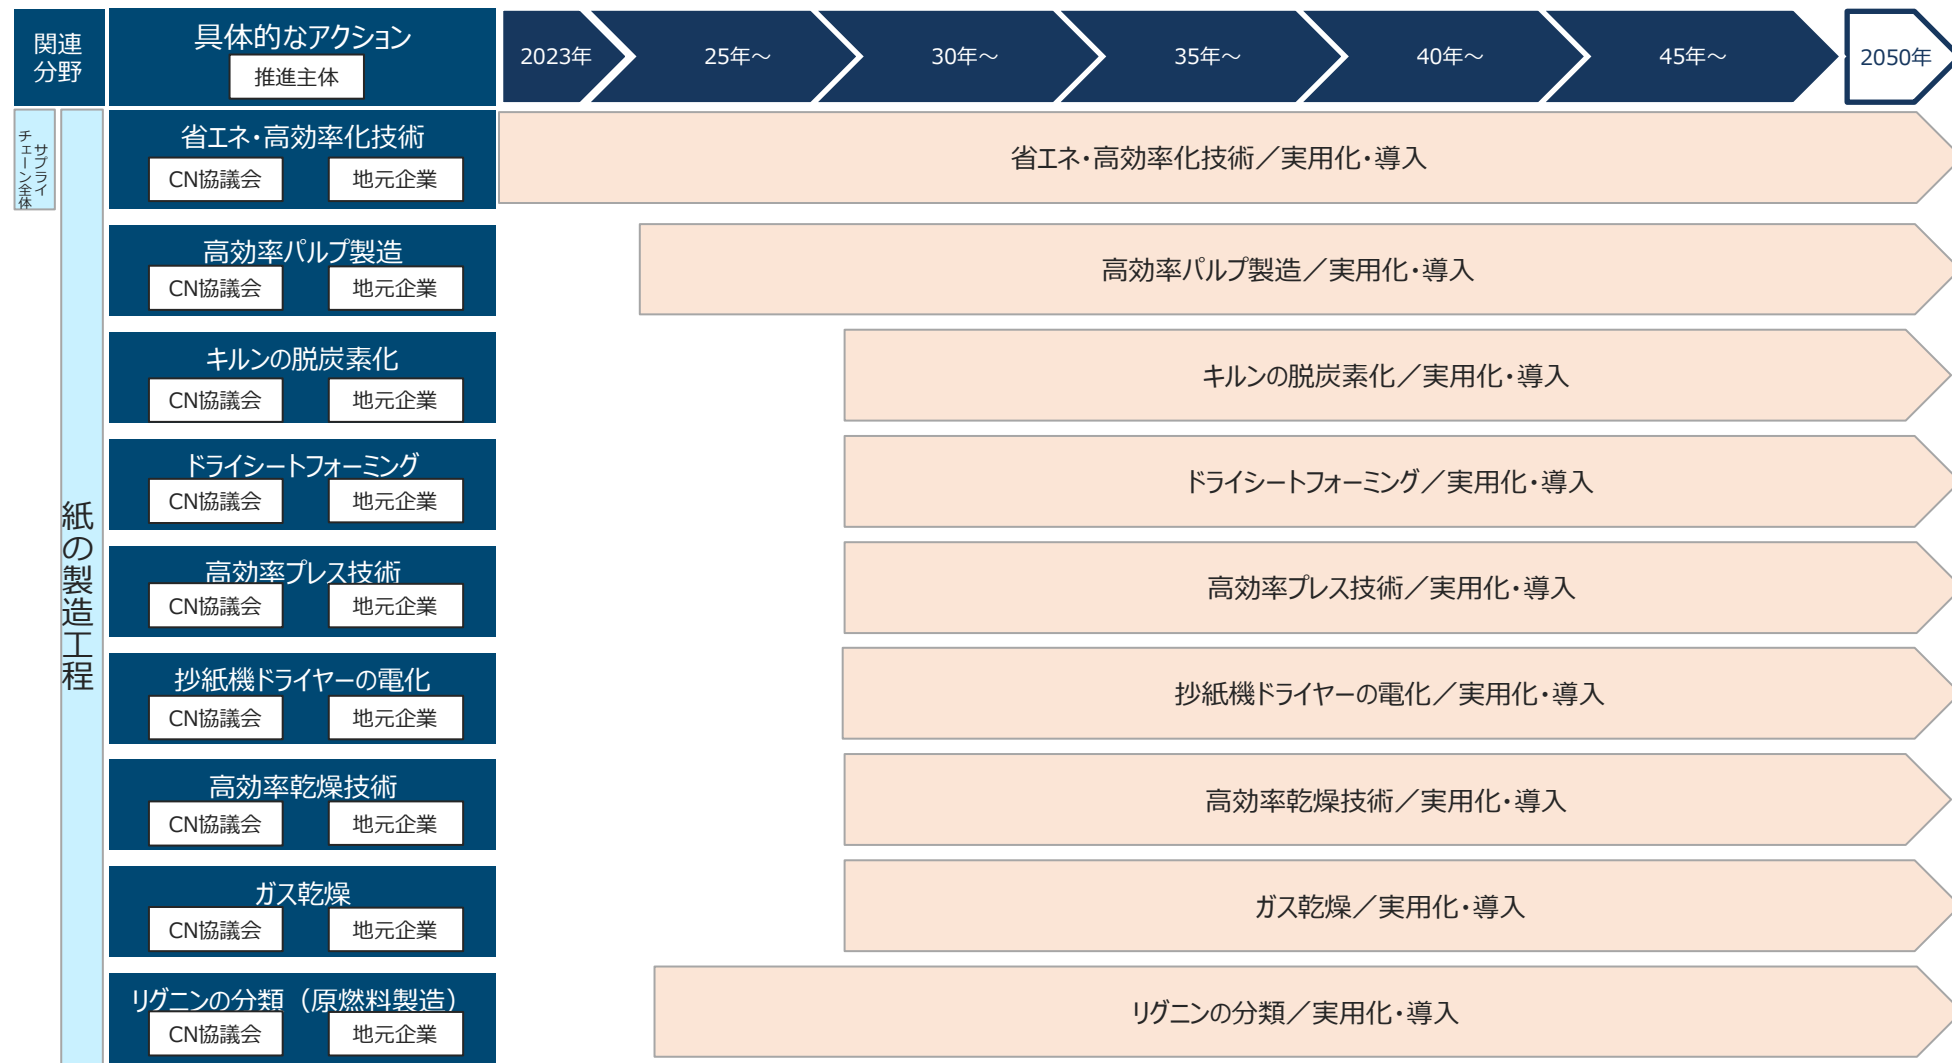 関連
分野
具体的なアクション
推進主体
2023年
25年～
30年～
35年～
40年～
45年～
2050年
サプライ
チェーン全体
紙の製造工程
省エネ・高効率化技術
CN協議会
地元企業
省エネ・高効率化技術／実用化・導入
高効率パルプ製造
CN協議会
地元企業
高効率パルプ製造／実用化・導入
キルンの脱炭素化
CN協議会
地元企業
キルンの脱炭素化／実用化・導入
ドライシートフォーミング
CN協議会
地元企業
ドライシートフォーミング／実用化・導入
高効率プレス技術
CN協議会
地元企業
高効率プレス技術／実用化・導入
抄紙機ドライヤーの電化
CN協議会
地元企業
抄紙機ドライヤーの電化／実用化・導入
高効率乾燥技術
CN協議会
地元企業
高効率乾燥技術／実用化・導入
ガス乾燥
CN協議会
地元企業
ガス乾燥／実用化・導入
リグニンの分類（原燃料製造）
CN協議会
地元企業
リグニンの分類／実用化・導入